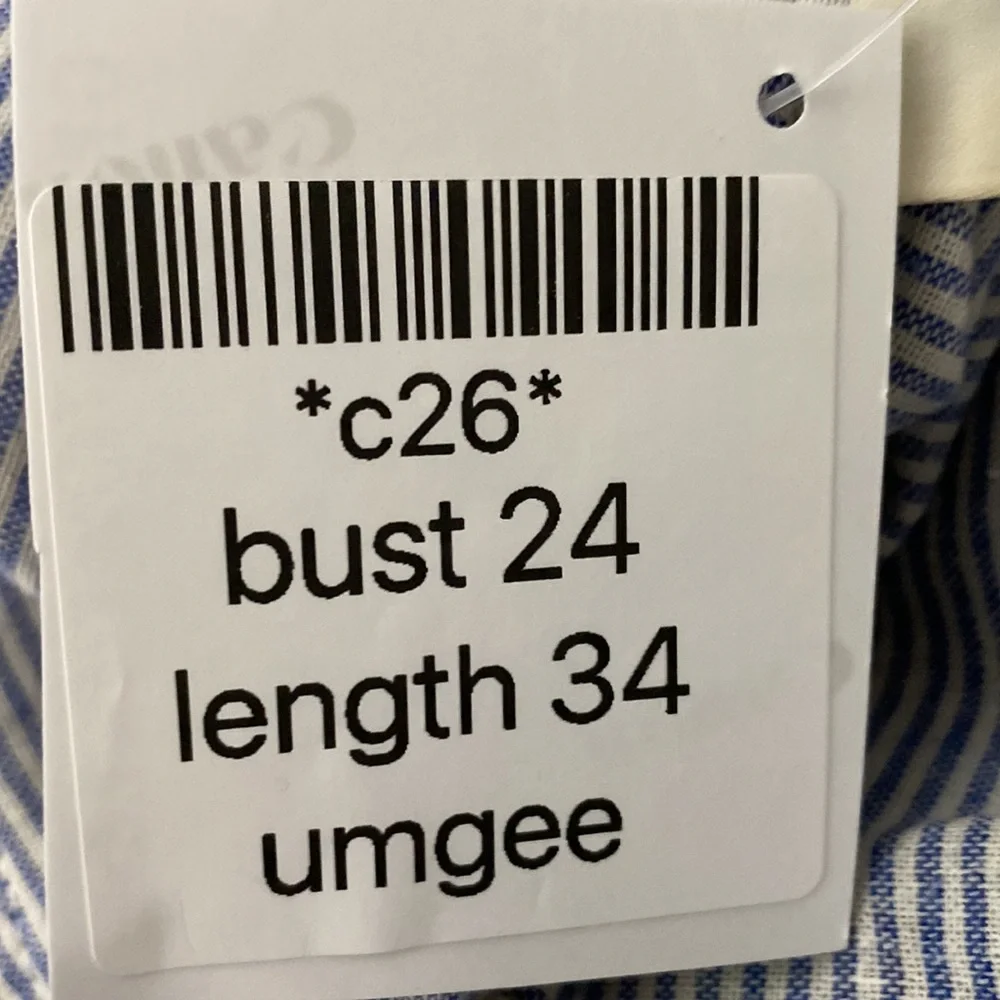 *c26*
bust 24
length 34
umgee